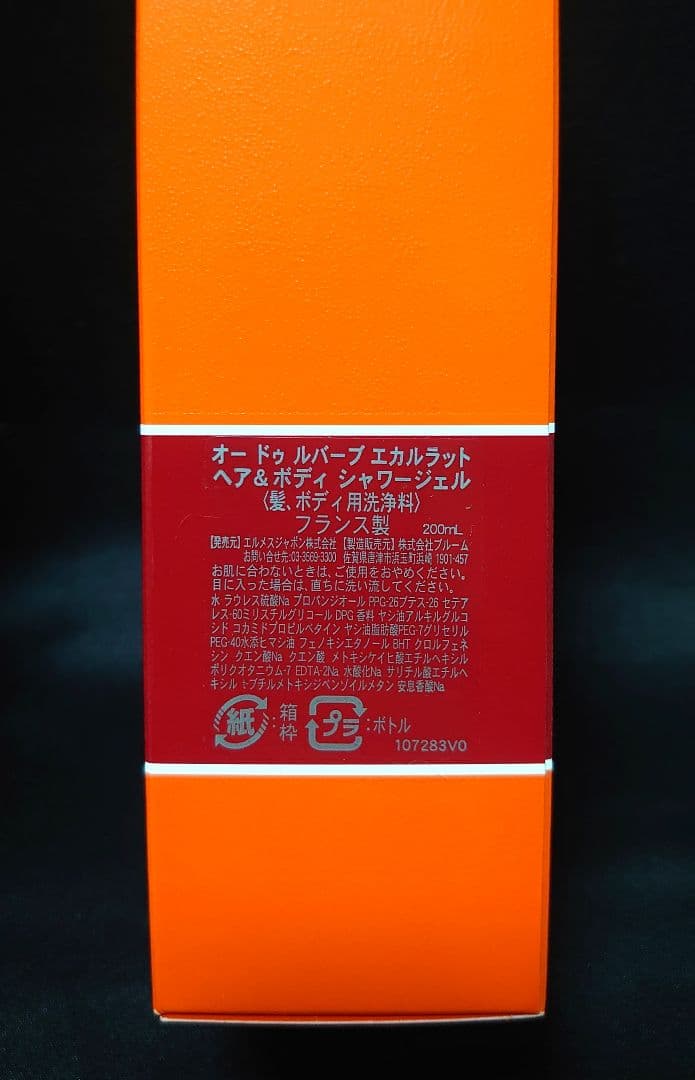 オー ドゥ ルバーブ エカルラット
ヘア＆ボディ シャワージェル
〈髪、ボディ用洗浄料〉
フランス製 200mL
【発売元】エルメスジャポン株式会社 【製造販売元】株式会社ブルーム
お問い合せ先:03-3569-3300 佐賀県唐津市浜玉町浜崎 1901-457
お肌に合わないときは、ご使用をおやめください。
目に入った場合は、直ちに洗い流してください。
水 ラウレス硫酸Na プロパンジオール PPG-26ブテス-26 セテア
レス-60ミリスチルグリコール DPG 香料 ヤシ油アルキルグルコ
シド コカミドプロピルベタイン ヤシ油脂肪酸PEG-7グリセリル
PEG-40水添ヒマシ油 フェノキシエタノール BHT クロルフェネ
シン クエン酸Na クエン酸 メトキシケイヒ酸エチルヘキシル
ポリクオタニウム-7 EDTA-2Na 水酸化Na サリチル酸エチルヘ
キシル t-ブチルメトキシジベンゾイルメタン 安息香酸Na
紙:箱 枠 プラ:ボトル
107283V0